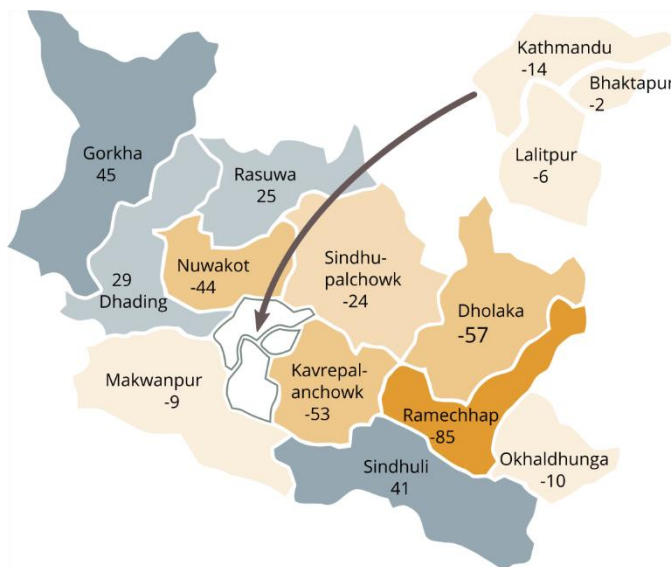 Kathmandu
-14
Bhaktapur
-2
Lalitpur
-6
Gorkha
45
Rasuwa
25
29
Dhading
Nuwakot
-44
Sindhu-
palchowk
-24
Dholaka
-57
Makwanpur
-9
Kavrepal-
anchowk
-53
Ramechhap
-85
Okhaldhunga
-10
Sindhuli
41